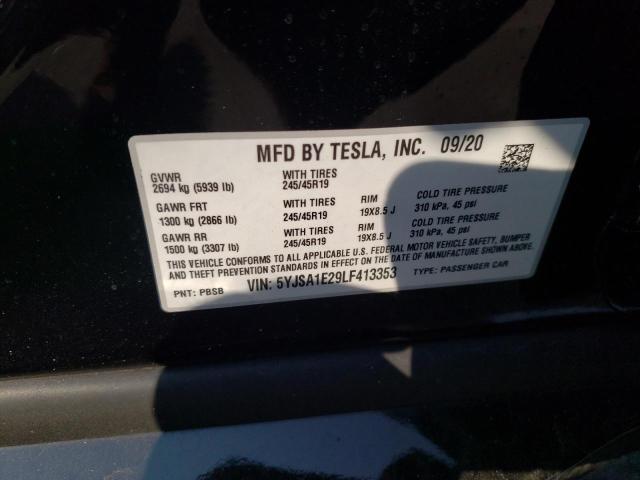 MFD BY TESLA, INC. 09/20
GVWR
2694 kg (5939 lb)
WITH TIRES
245/45R19
GAWR FRT
1300 kg (2866 lb)
WITH TIRES
245/45R19
RIM
19X8.5 J
COLD TIRE PRESSURE
310 kPa, 45 psi
GAWR RR
1500 kg (3307 lb)
WITH TIRES
245/45R19
RIM
19X8.5 J
COLD TIRE PRESSURE
310 kPa, 45 psi
THIS VEHICLE CONFORMS TO ALL APPLICABLE U.S. FEDERAL MOTOR VEHICLE SAFETY, BUMPER
AND THEFT PREVENTION STANDARDS IN EFFECT ON THE DATE OF MANUFACTURE SHOWN ABOVE.
PNT: PBSB
VIN: 5YJSA1E29LF413353
TYPE: PASSENGER CAR